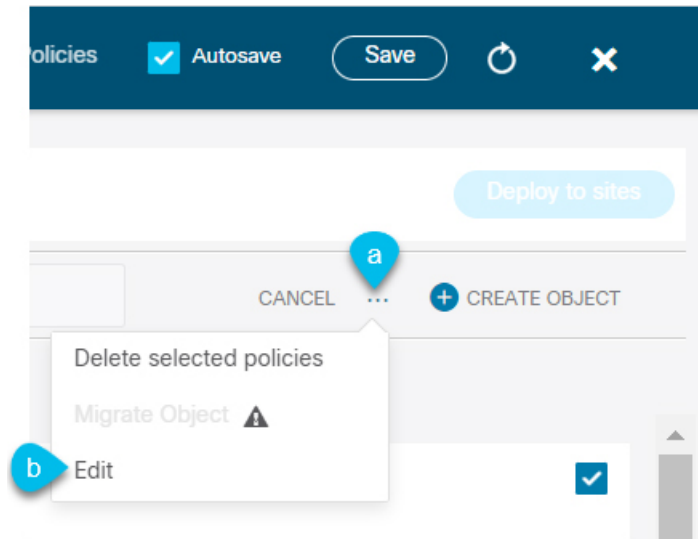 olicies Autosave Save
Deploy to sites
a
CANCEL ... CREATE OBJECT
Delete selected policies
Migrate Object
b Edit